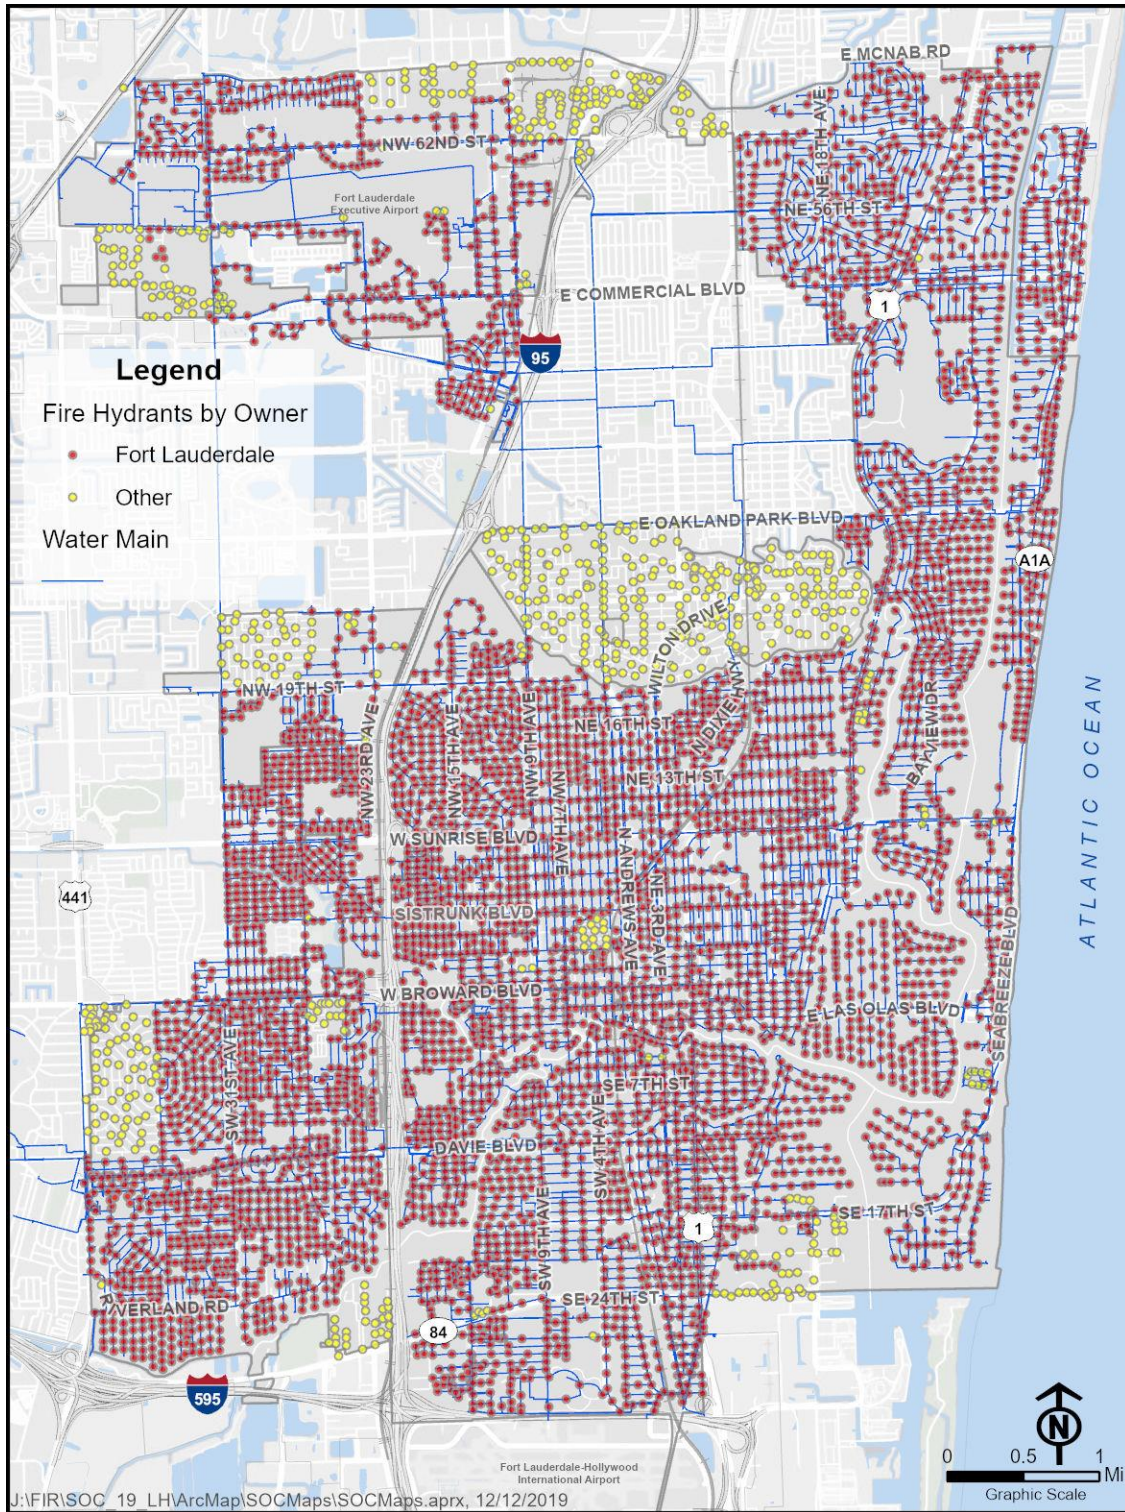 E MCNAB RD
NE 18TH AVE
NW 62ND ST
Fort Lauderdale
Executive Airport
NE 56TH ST
E COMMERCIAL BLVD
1
95
Legend
Fire Hydrants by Owner
Fort Lauderdale
Other
Water Main
E OAKLAND PARK BLVD
A1A
WILTON DRIVE
NW 19TH ST
NE 16TH ST
N DIXIE HWY
BAYVIEW DR
NW 23RD AVE
NW 15TH AVE
NW 9TH AVE
NE 13TH ST
NW 7TH AVE
ATLANTIC OCEAN
W SUNRISE BLVD
N ANDREWS AVE
NE 3RD AVE
441
SISTRUNK BLVD
W BROWARD BLVD
E LAS OLAS BLVD
SEABREEZE BLVD
SW 31ST AVE
SE 7TH ST
SW 4TH AVE
DAVIE BLVD
SW 9TH AVE
SE 17TH ST
1
RIVERLAND RD
SE 24TH ST
84
595
N
Fort Lauderdale-Hollywood
International Airport
0 0.5 1
Mi
Graphic Scale
J:\FIR\SOC_19_LH\ArcMap\SOCMaps\SOCMaps.aprx, 12/12/2019